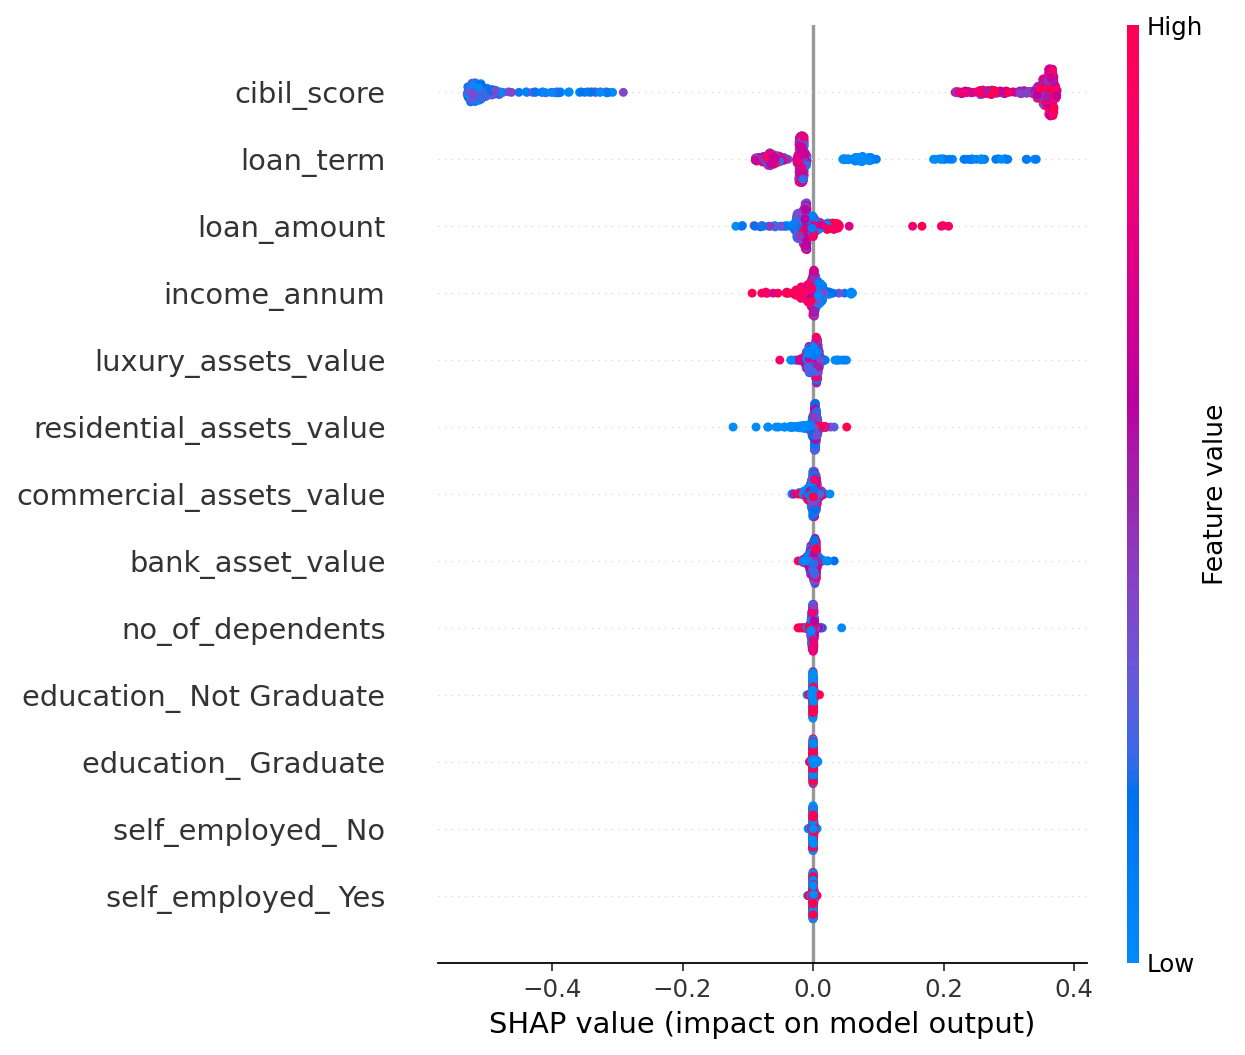 High
cibil_score
loan_term
loan_amount
income_annum
luxury_assets_value
residential_assets_value
commercial_assets_value
bank_asset_value
no_of_dependents
education_ Not Graduate
education_ Graduate
self_employed_ No
self_employed_ Yes
Feature value
Low
−0.4 −0.2 0.0 0.2 0.4
SHAP value (impact on model output)